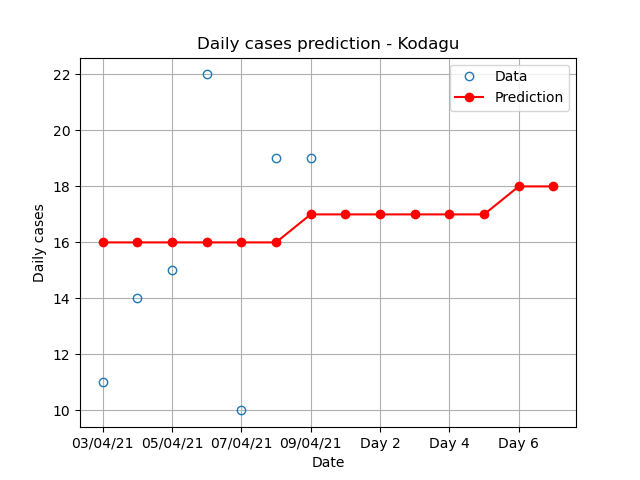 Daily cases prediction - Kodagu
Data
Prediction
22
20
18
16
14
12
10
Daily cases
03/04/21 05/04/21 07/04/21 09/04/21 Day 2 Day 4 Day 6
Date